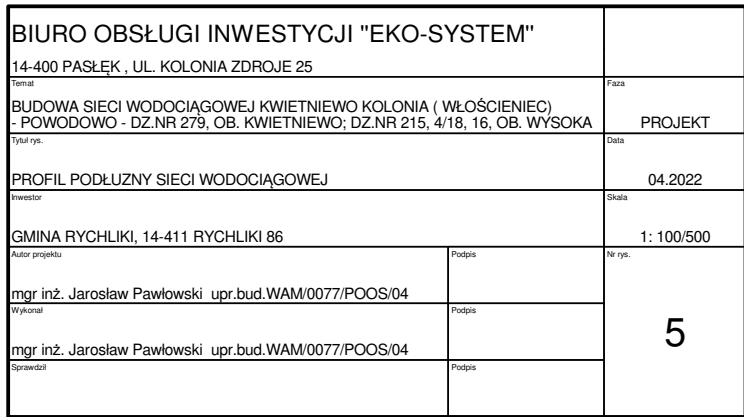 BIURO OBSŁUGI INWESTYCJI "EKO-SYSTEM"
14-400 PASŁĘK , UL. KOLONIA ZDROJE 25
Temat
BUDOWA SIECI WODOCIĄGOWEJ KWIETNIEWO KOLONIA ( WŁOŚCIENIEC)
- POWODOWO - DZ.NR 279, OB. KWIETNIEWO; DZ.NR 215, 4/18, 16, OB. WYSOKA
Faza
PROJEKT
Tytuł rys.
PROFIL PODŁUZNY SIECI WODOCIĄGOWEJ
Data
04.2022
Inwestor
GMINA RYCHLIKI, 14-411 RYCHLIKI 86
Skala
1: 100/500
Autor projektu
mgr inż. Jarosław Pawłowski upr.bud.WAM/0077/POOS/04
Podpis
Nr rys.
5
Wykonał
mgr inż. Jarosław Pawłowski upr.bud.WAM/0077/POOS/04
Podpis
Sprawdził
Podpis